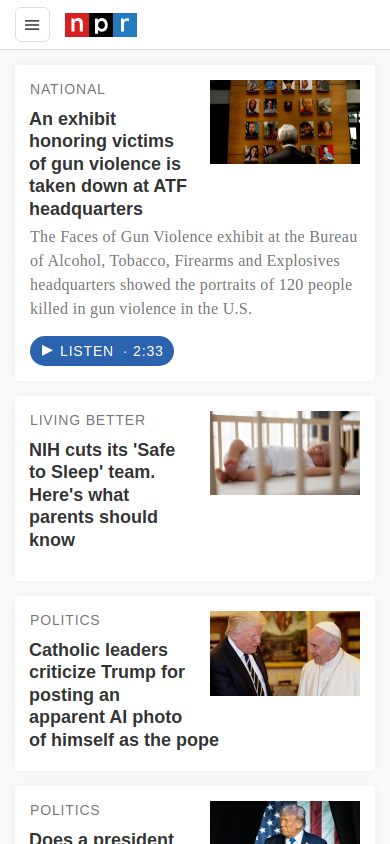 npr
NATIONAL
An exhibit
honoring victims
of gun violence is
taken down at ATF
headquarters
The Faces of Gun Violence exhibit at the Bureau
of Alcohol, Tobacco, Firearms and Explosives
headquarters showed the portraits of 120 people
killed in gun violence in the U.S.
LISTEN · 2:33
LIVING BETTER
NIH cuts its 'Safe
to Sleep' team.
Here's what
parents should
know
POLITICS
Catholic leaders
criticize Trump for
posting an
apparent AI photo
of himself as the pope
POLITICS
Does a president